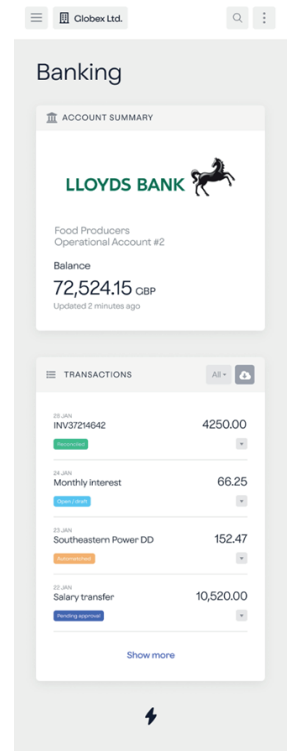 Globex Ltd.
Banking
ACCOUNT SUMMARY
LLOYDS BANK
Food Producers
Operational Account #2
Balance
72,524.15 GBP
Updated 2 minutes ago
TRANSACTIONS
All
25 JAN
INV37214642
4250.00
Reconciled
24 JAN
Monthly interest
66.25
Open / draft
23 JAN
Southeastern Power DD
152.47
Automatched
22 JAN
Salary transfer
10,520.00
Pending approval
Show more